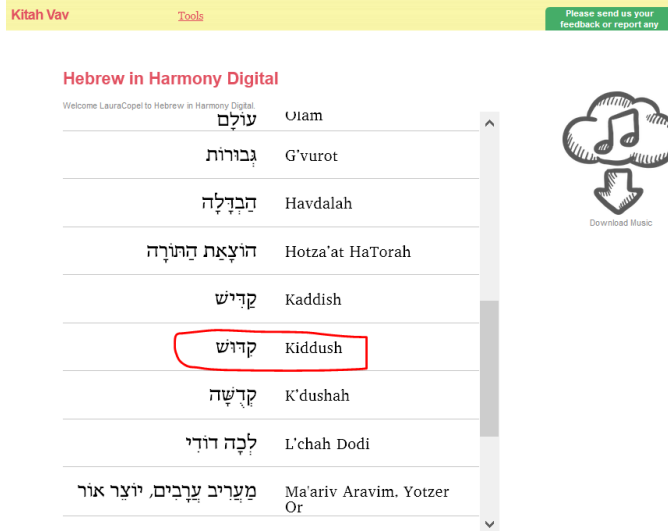 Kitah Vav Tools Please send us your
feedback or report any
Hebrew in Harmony Digital
Welcome LauraCopel to Hebrew in Harmony Digital.
עוֹלָם Olam
גְּבוּרוֹת G'vurot
הַבְדָּלָה Havdalah
הוֹצָאַת הַתּוֹרָה Hotza'at HaTorah
קַדִּישׁ Kaddish
קִדּוּשׁ Kiddush
קְדֻשָּׁה K'dushah
לְכָה דוֹדִי L'chah Dodi
מַעֲרִיב עֲרָבִים, יוֹצֵר אוֹר Ma'ariv Aravim, Yotzer
Or
Download Music